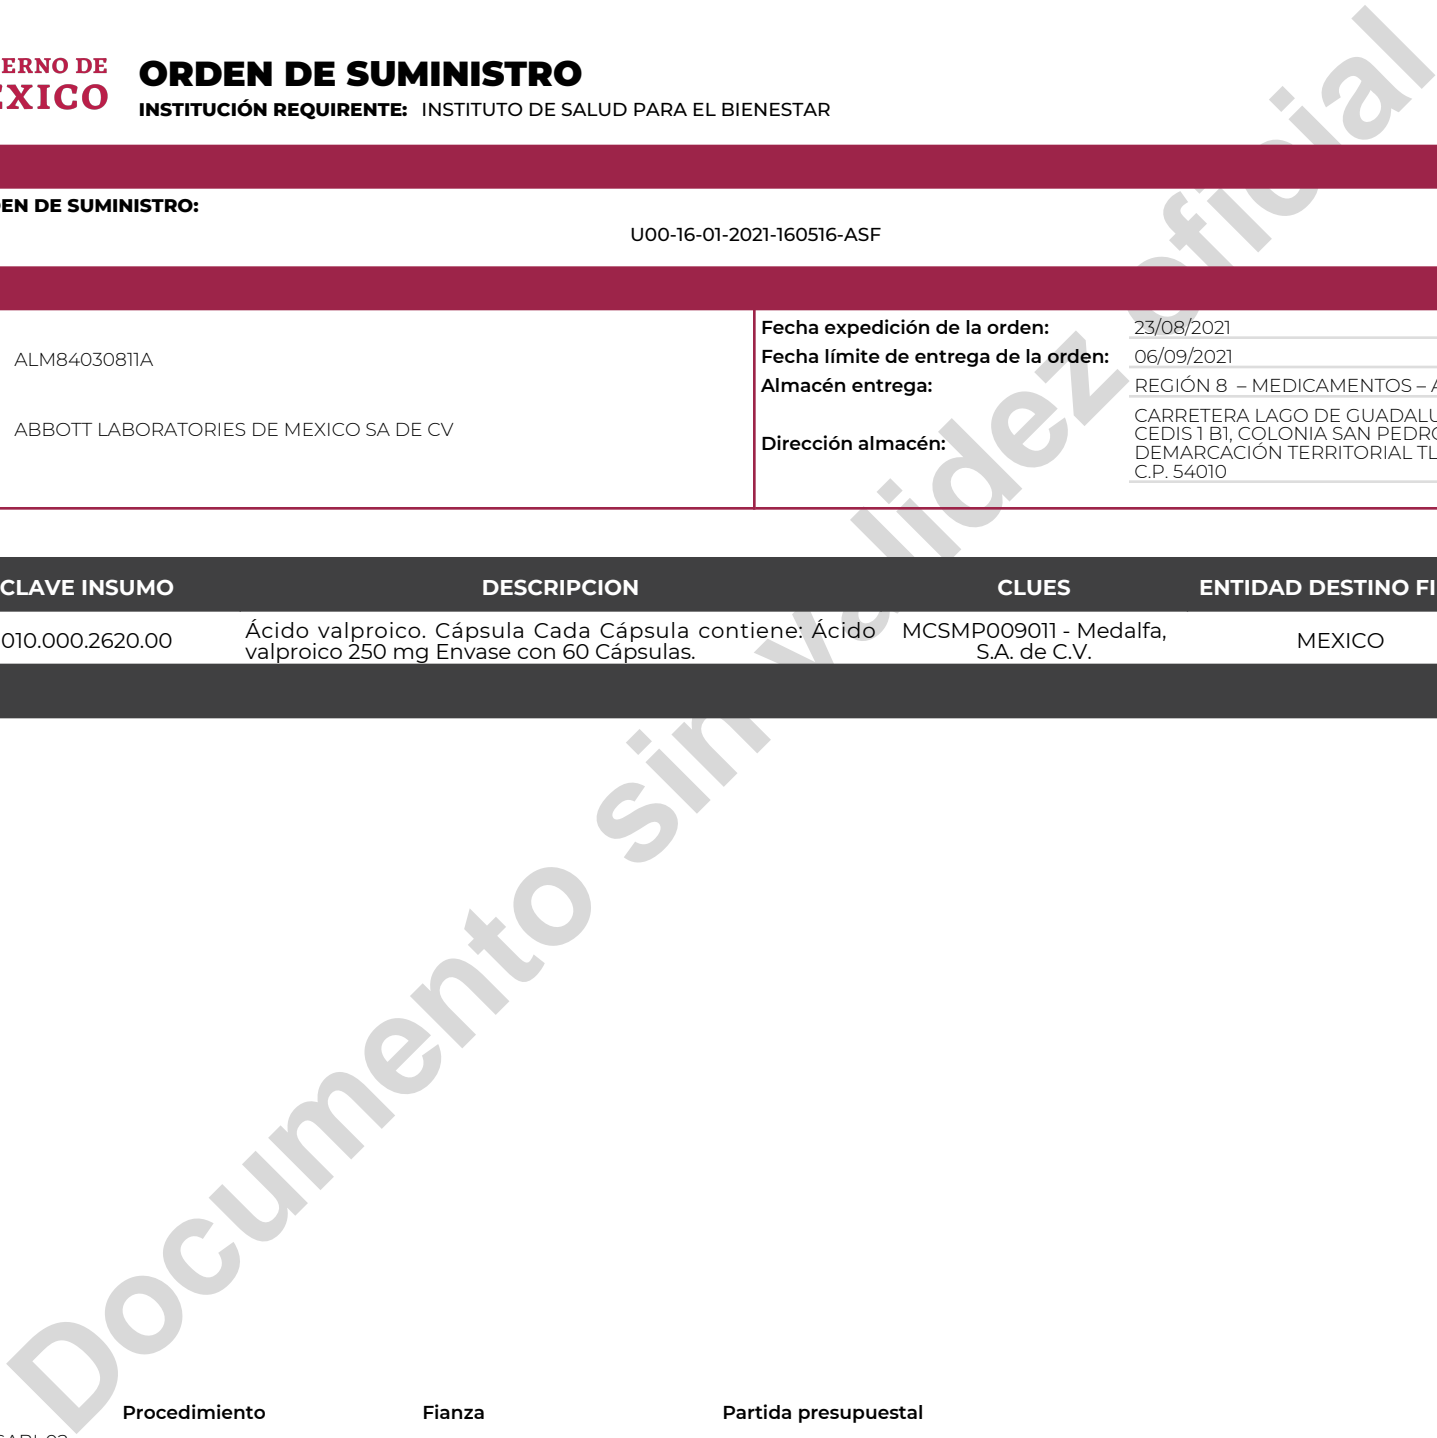 ERNO DE
EXICO
ORDEN DE SUMINISTRO
INSTITUCIÓN REQUIRENTE: INSTITUTO DE SALUD PARA EL BIENESTAR
EN DE SUMINISTRO:
U00-16-01-2021-160516-ASF
ALM84030811A
ABBOTT LABORATORIES DE MEXICO SA DE CV
Fecha expedición de la orden: 23/08/2021
Fecha límite de entrega de la orden: 06/09/2021
Almacén entrega: REGIÓN 8 – MEDICAMENTOS – A
Dirección almacén:
CARRETERA LAGO DE GUADALU
CEDIS 1 B1, COLONIA SAN PEDRO
DEMARCACIÓN TERRITORIAL TL
C.P. 54010
CLAVE INSUMO DESCRIPCION CLUES ENTIDAD DESTINO FI
010.000.2620.00
Ácido valproico. Cápsula Cada Cápsula contiene: Ácido
valproico 250 mg Envase con 60 Cápsulas.
MCSMP009011 - Medalfa,
S.A. de C.V.
MEXICO
Documento sin validez oficial
Procedimiento Fianza Partida presupuestal